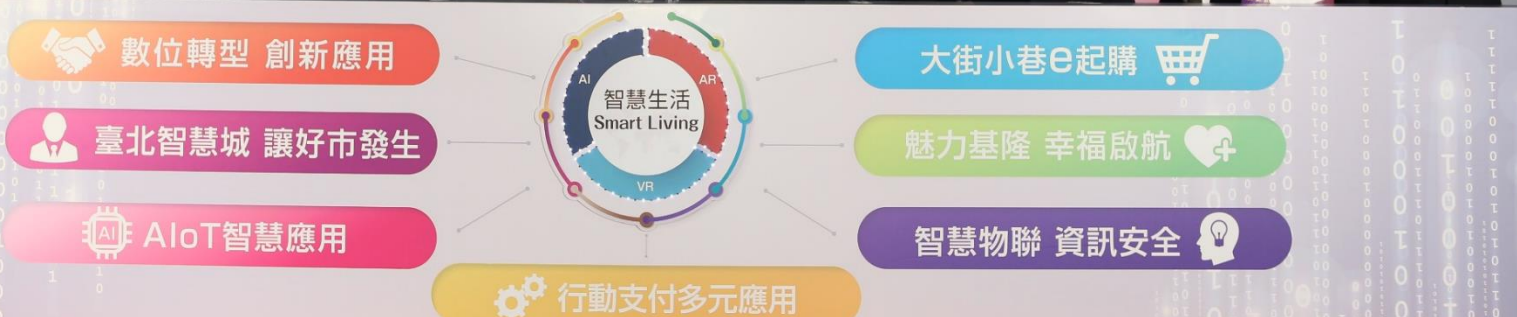 數位轉型 創新應用
臺北智慧城 讓好市發生
AI
AIoT智慧應用
AI
AR
智慧生活
Smart Living
VR
行動支付多元應用
大街小巷e起購
魅力基隆 幸福啟航
智慧物聯 資訊安全